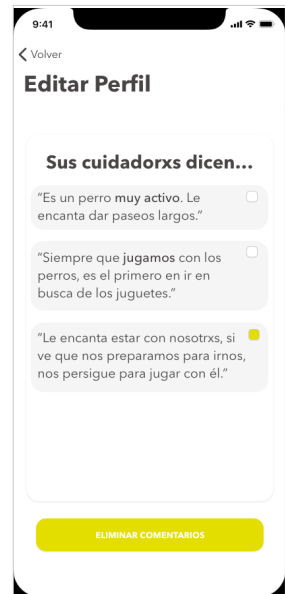 9:41
Volver
Editar Perfil
Sus cuidadorxs dicen...
“Es un perro muy activo. Le
encanta dar paseos largos.”
“Siempre que jugamos con los
perros, es el primero en ir en
busca de los juguetes.”
“Le encanta estar con nosotrxs, si
ve que nos preparamos para irnos,
nos persigue para jugar con él.”
ELIMINAR COMENTARIOS